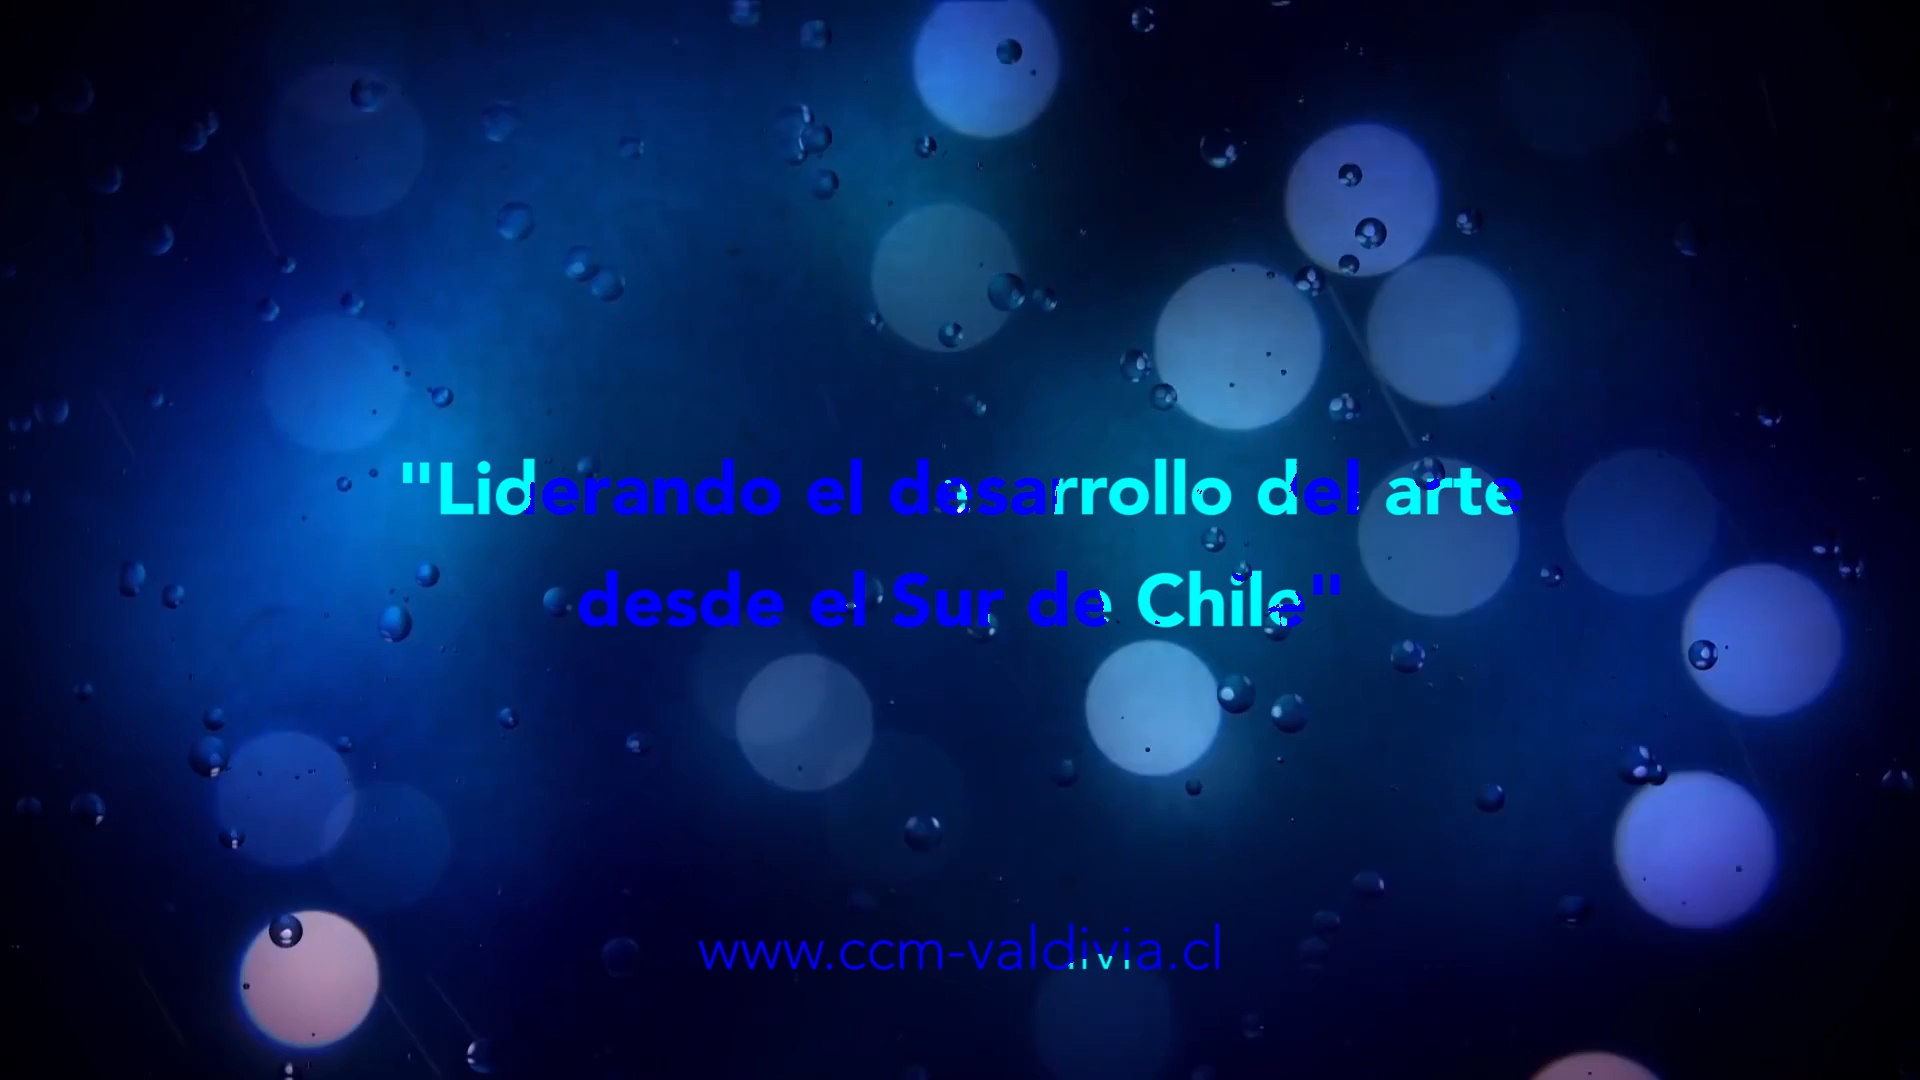 "Liderando el desarrollo del arte
desde el Sur de Chile"
www.ccm-valdivia.cl